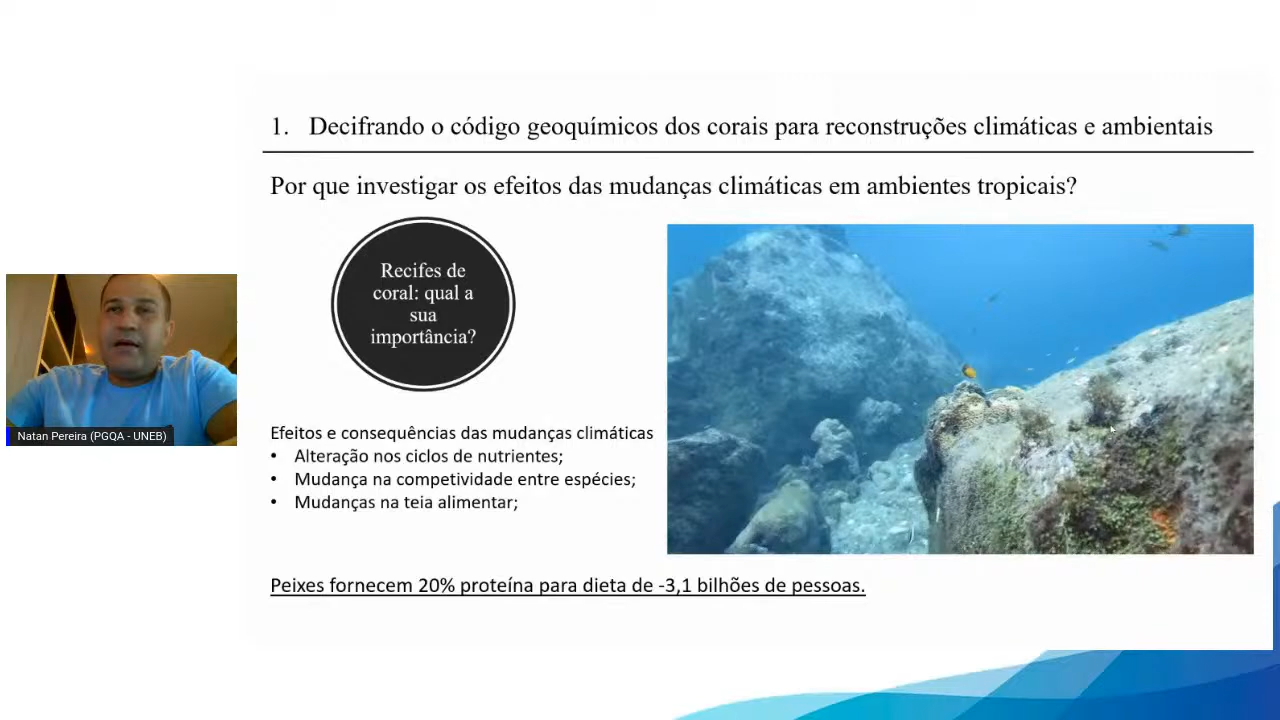 1. Decifrando o código geoquímicos dos corais para reconstruções climáticas e ambientais
Por que investigar os efeitos das mudanças climáticas em ambientes tropicais?
Recifes de
coral: qual a
sua
importância?
Natan Pereira (PGQA - UNEB)
Efeitos e consequências das mudanças climáticas
• Alteração nos ciclos de nutrientes;
• Mudança na competividade entre espécies;
• Mudanças na teia alimentar;
Peixes fornecem 20% proteína para dieta de -3,1 bilhões de pessoas.